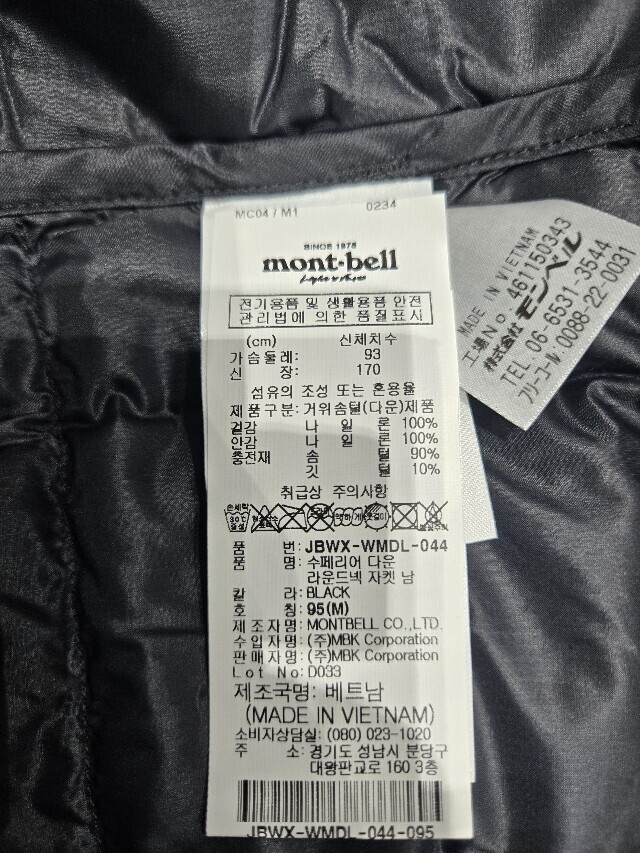 MC04 / M1 0234
SINCE 1975
mont-bell
Light & Fast
전기용품 및 생활용품 안전
관리법에 의한 품질표시
(cm) 신체치수
가슴둘레: 93
신 장: 170
섬유의 조성 또는 혼용율
제품구분: 거위솜털(다운)제품
겉감 나 일 론 100%
안감 나 일 론 100%
충전재 솜 털 90%
깃 털 10%
취급상 주의사항
손세탁
30℃
중성
약하게
품 번: JBWX-WMDL-044
품 명: 수페리어 다운
라운드넥 자켓 남
칼 라: BLACK
호 칭: 95(M)
제 조 자 명: MONTBELL CO.,LTD.
수 입 자 명: (주)MBK Corporation
판 매 자 명: (주)MBK Corporation
Lot No: D033
제조국명: 베트남
(MADE IN VIETNAM)
소비자상담실: (080) 023-1020
주 소: 경기도 성남시 분당구
대왕판교로 160 3층
JBWX-WMDL-044-095
MADE IN VIETNAM
工場No 461150343
株式会社 モンベル
TEL 06-6531-3544
フリーコール: 0088-22-0031